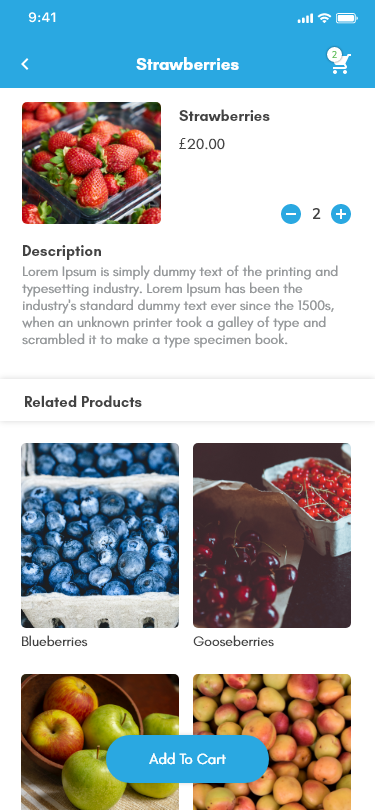 9:41
Strawberries
2
Strawberries
£20.00
2
Description
Lorem Ipsum is simply dummy text of the printing and
typesetting industry. Lorem Ipsum has been the
industry's standard dummy text ever since the 1500s,
when an unknown printer took a galley of type and
scrambled it to make a type specimen book.
Related Products
Blueberries
Gooseberries
Add To Cart